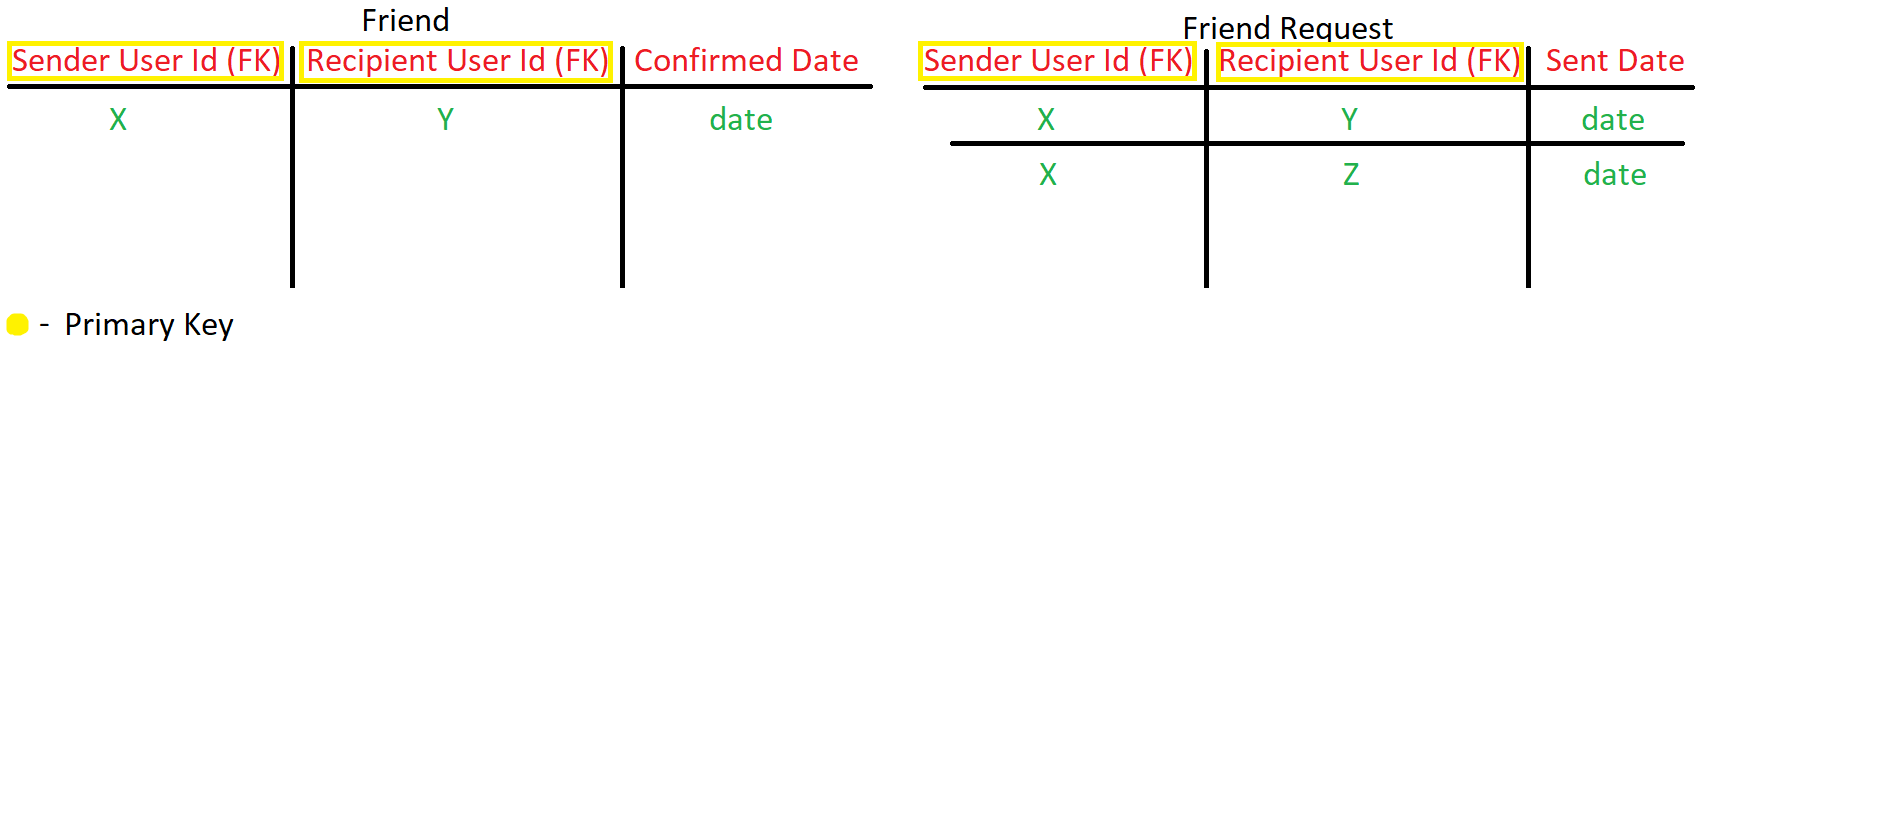 Friend
Sender User Id (FK) Recipient User Id (FK) Confirmed Date
X Y date
Friend Request
Sender User Id (FK) Recipient User Id (FK) Sent Date
X Y date
X Z date
- Primary Key